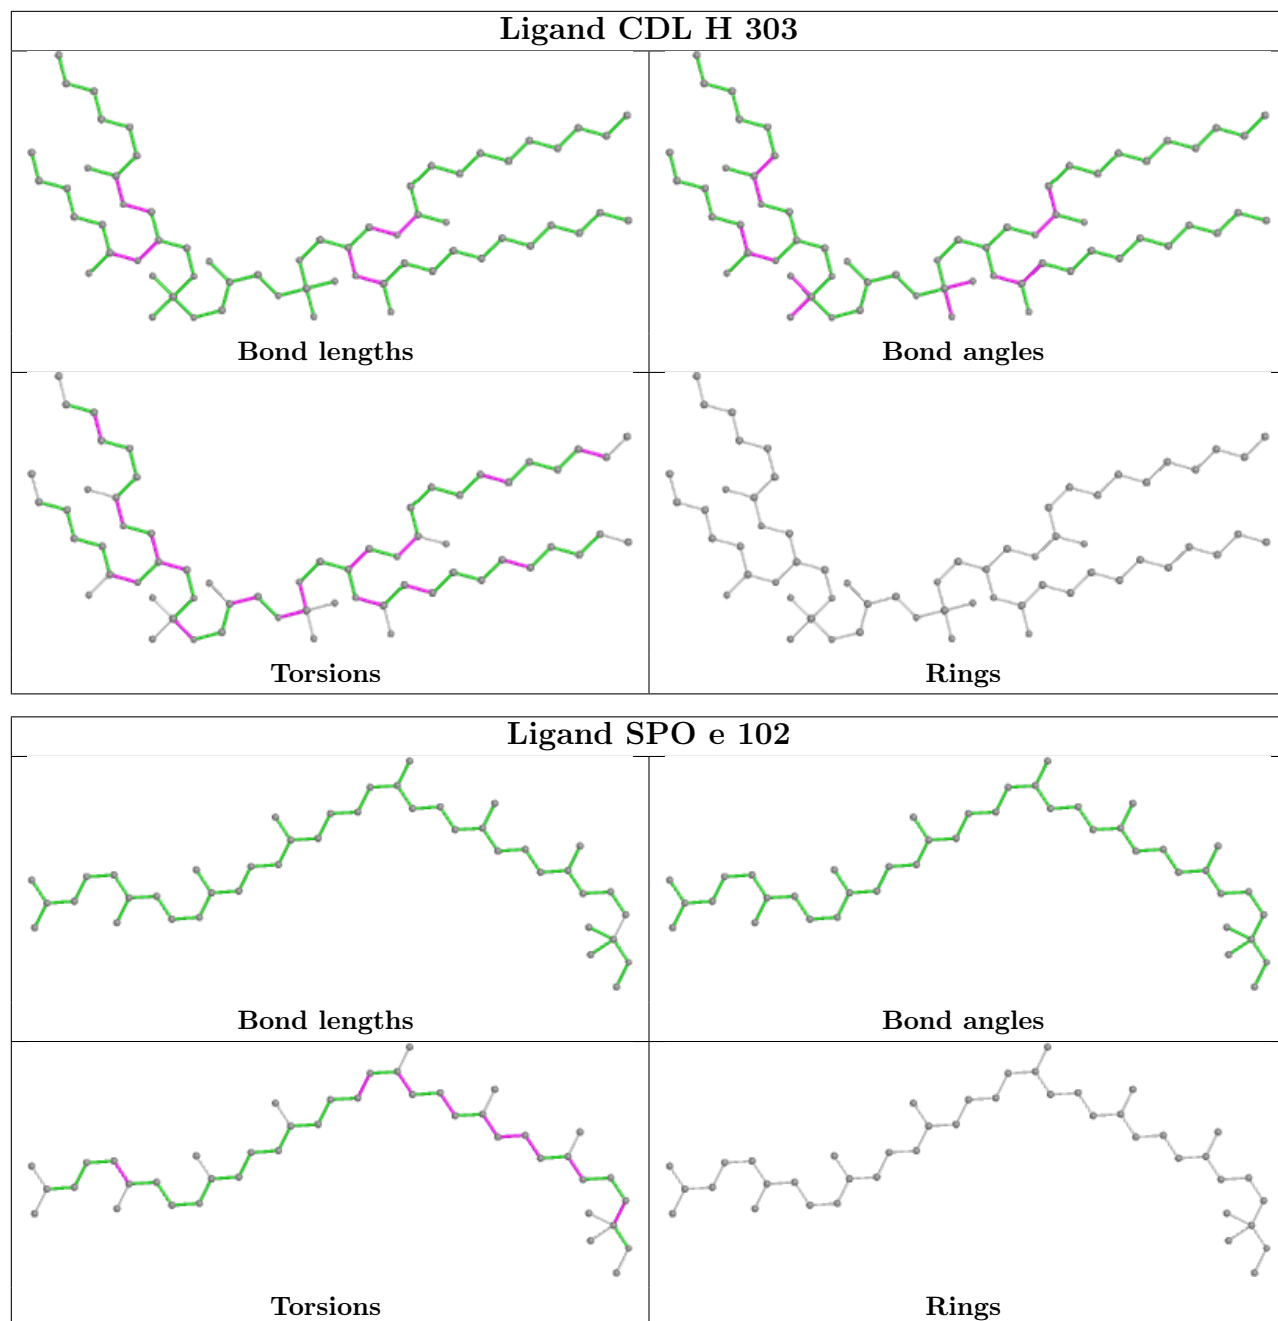 Ligand CDL H 303
Bond lengths
Bond angles
Torsions
Rings
Ligand SPO e 102
Bond lengths
Bond angles
Torsions
Rings